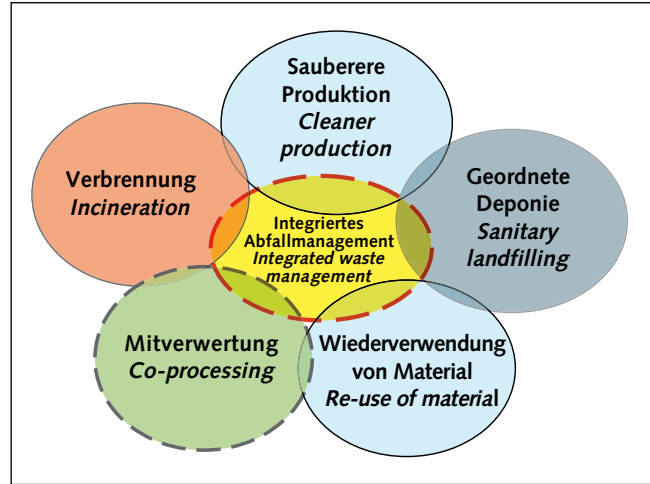 Sauberere
Produktion
Cleaner
production
Verbrennung
Incineration
Geordnete
Deponie
Sanitary
landfilling
Integriertes
Abfallmanagement
Integrated waste
management
Mitverwertung
Co-processing
Wiederverwendung
von Material
Re-use of material